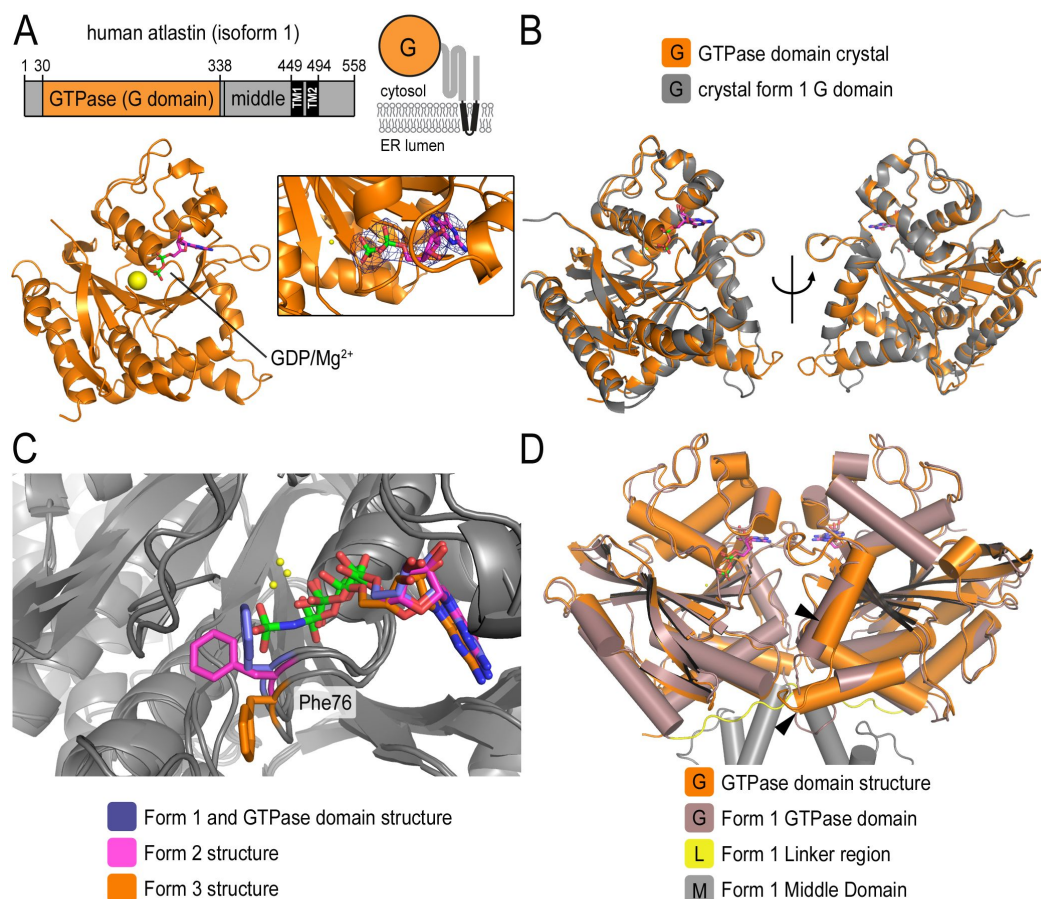 A
human atlastin (isoform 1)
1 30 338 449 494 558
GTPase (G domain) middle TM1 TM2
G
cytosol
ER lumen
GDP/Mg²⁺
B
G GTPase domain crystal
G crystal form 1 G domain
C
Phe76
Form 1 and GTPase domain structure
Form 2 structure
Form 3 structure
D
G GTPase domain structure
G Form 1 GTPase domain
L Form 1 Linker region
M Form 1 Middle Domain